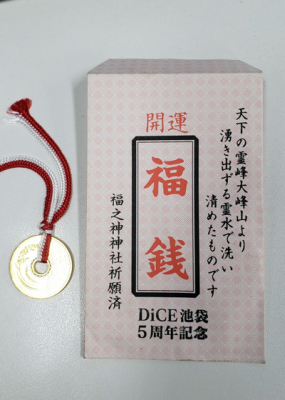 天下の霊峰大峰山より
湧き出ずる霊水で洗い
清めたものです
開運
福銭
福之神神社祈願済
DiCE池袋
5周年記念